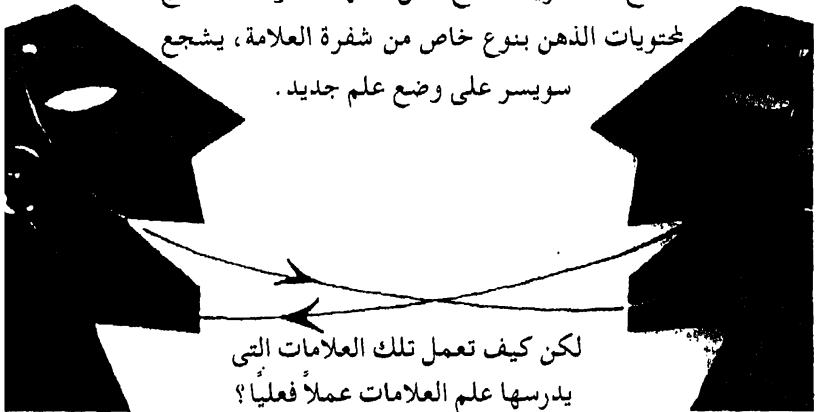 لمحتويات الذهن بنوع خاص من شفرة العلامة، يشجع
سويسر على وضع علم جديد.
لكن كيف تعمل تلك العلامات التى
يدرسها علم العلامات عملاً فعليًا؟